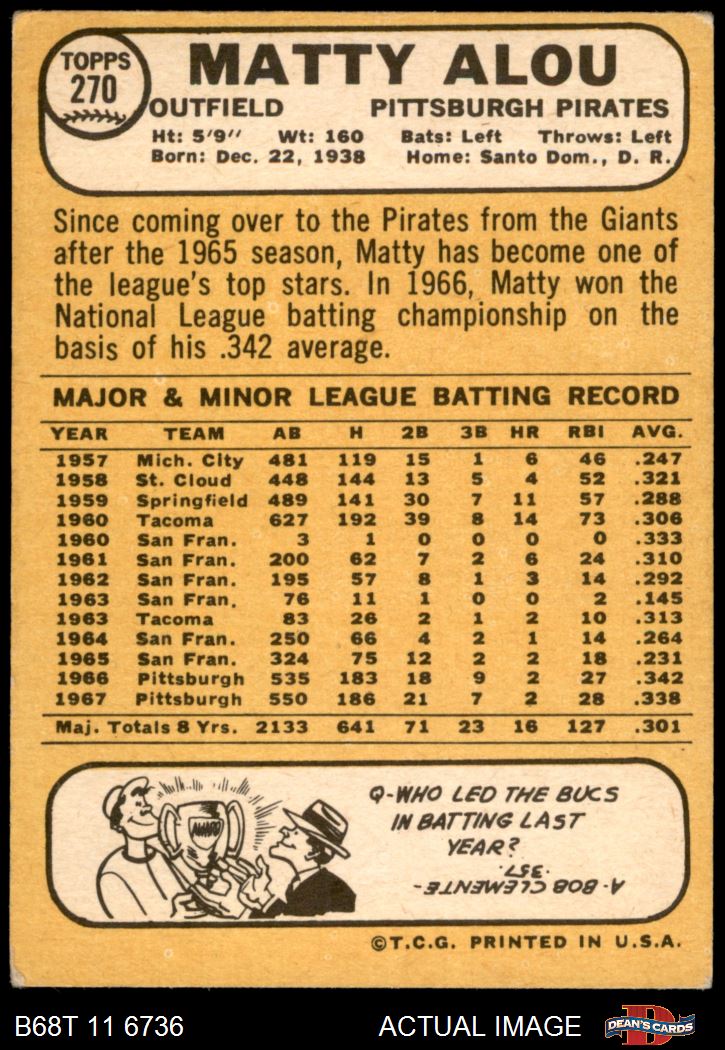 TOPPS
270
MATTY ALOU
OUTFIELD PITTSBURGH PIRATES
Ht: 5'9" Wt: 160 Bats: Left Throws: Left
Born: Dec. 22, 1938 Home: Santo Dom., D. R.
Since coming over to the Pirates from the Giants
after the 1965 season, Matty has become one of
the league's top stars. In 1966, Matty won the
National League batting championship on the
basis of his .342 average.
MAJOR & MINOR LEAGUE BATTING RECORD
YEAR TEAM AB H 2B 3B HR RBI AVG.
1957 Mich. City 481 119 15 1 6 46 .247
1958 St. Cloud 448 144 13 5 4 52 .321
1959 Springfield 489 141 30 7 11 57 .288
1960 Tacoma 627 192 39 8 14 73 .306
1960 San Fran. 3 1 0 0 0 0 .333
1961 San Fran. 200 62 7 2 6 24 .310
1962 San Fran. 195 57 8 1 3 14 .292
1963 San Fran. 76 11 1 0 0 2 .145
1963 Tacoma 83 26 2 1 2 10 .313
1964 San Fran. 250 66 4 2 1 14 .264
1965 San Fran. 324 75 12 2 2 18 .231
1966 Pittsburgh 535 183 18 9 2 27 .342
1967 Pittsburgh 550 186 21 7 2 28 .338
Maj. Totals 8 Yrs. 2133 641 71 23 16 127 .301
AWARD
Q-WHO LED THE BUCS
IN BATTING LAST
YEAR?
A- BOB CLEMENTE-
.357.
©T.C.G. PRINTED IN U.S.A.
B68T 11 6736 ACTUAL IMAGE
D
DEAN'S CARDS